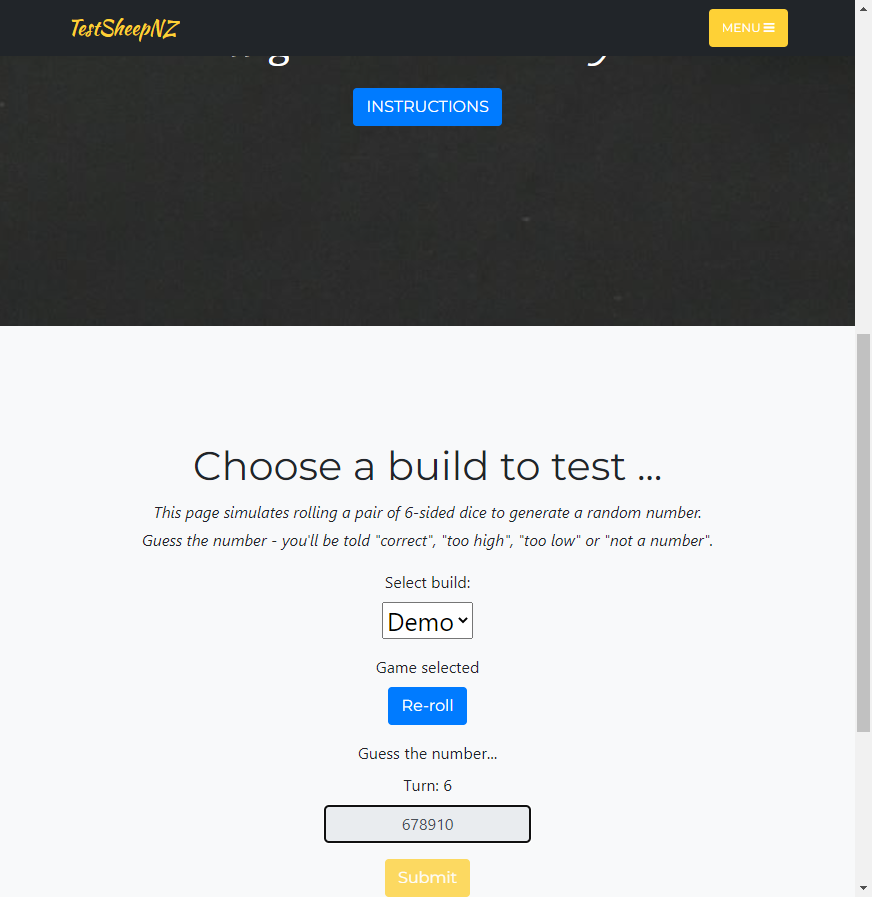 TestSheepNZ
MENU
INSTRUCTIONS
Choose a build to test ...
This page simulates rolling a pair of 6-sided dice to generate a random number.
Guess the number - you'll be told "correct", "too high", "too low" or "not a number".
Select build:
Demo
Game selected
Re-roll
Guess the number...
Turn: 6
678910
Submit